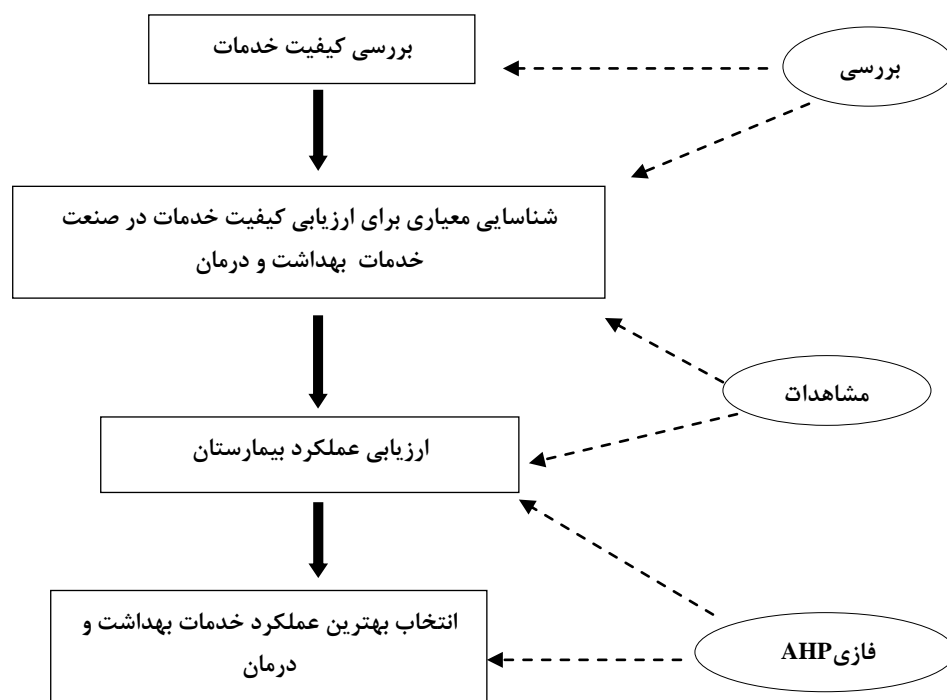 بررسی کیفیت خدمات
بررسی
شناسایی معیاری برای ارزیابی کیفیت خدمات در صنعت
خدمات بهداشت و درمان
مشاهدات
ارزیابی عملکرد بیمارستان
انتخاب بهترین عملکرد خدمات بهداشت و
درمان
فازیAHP